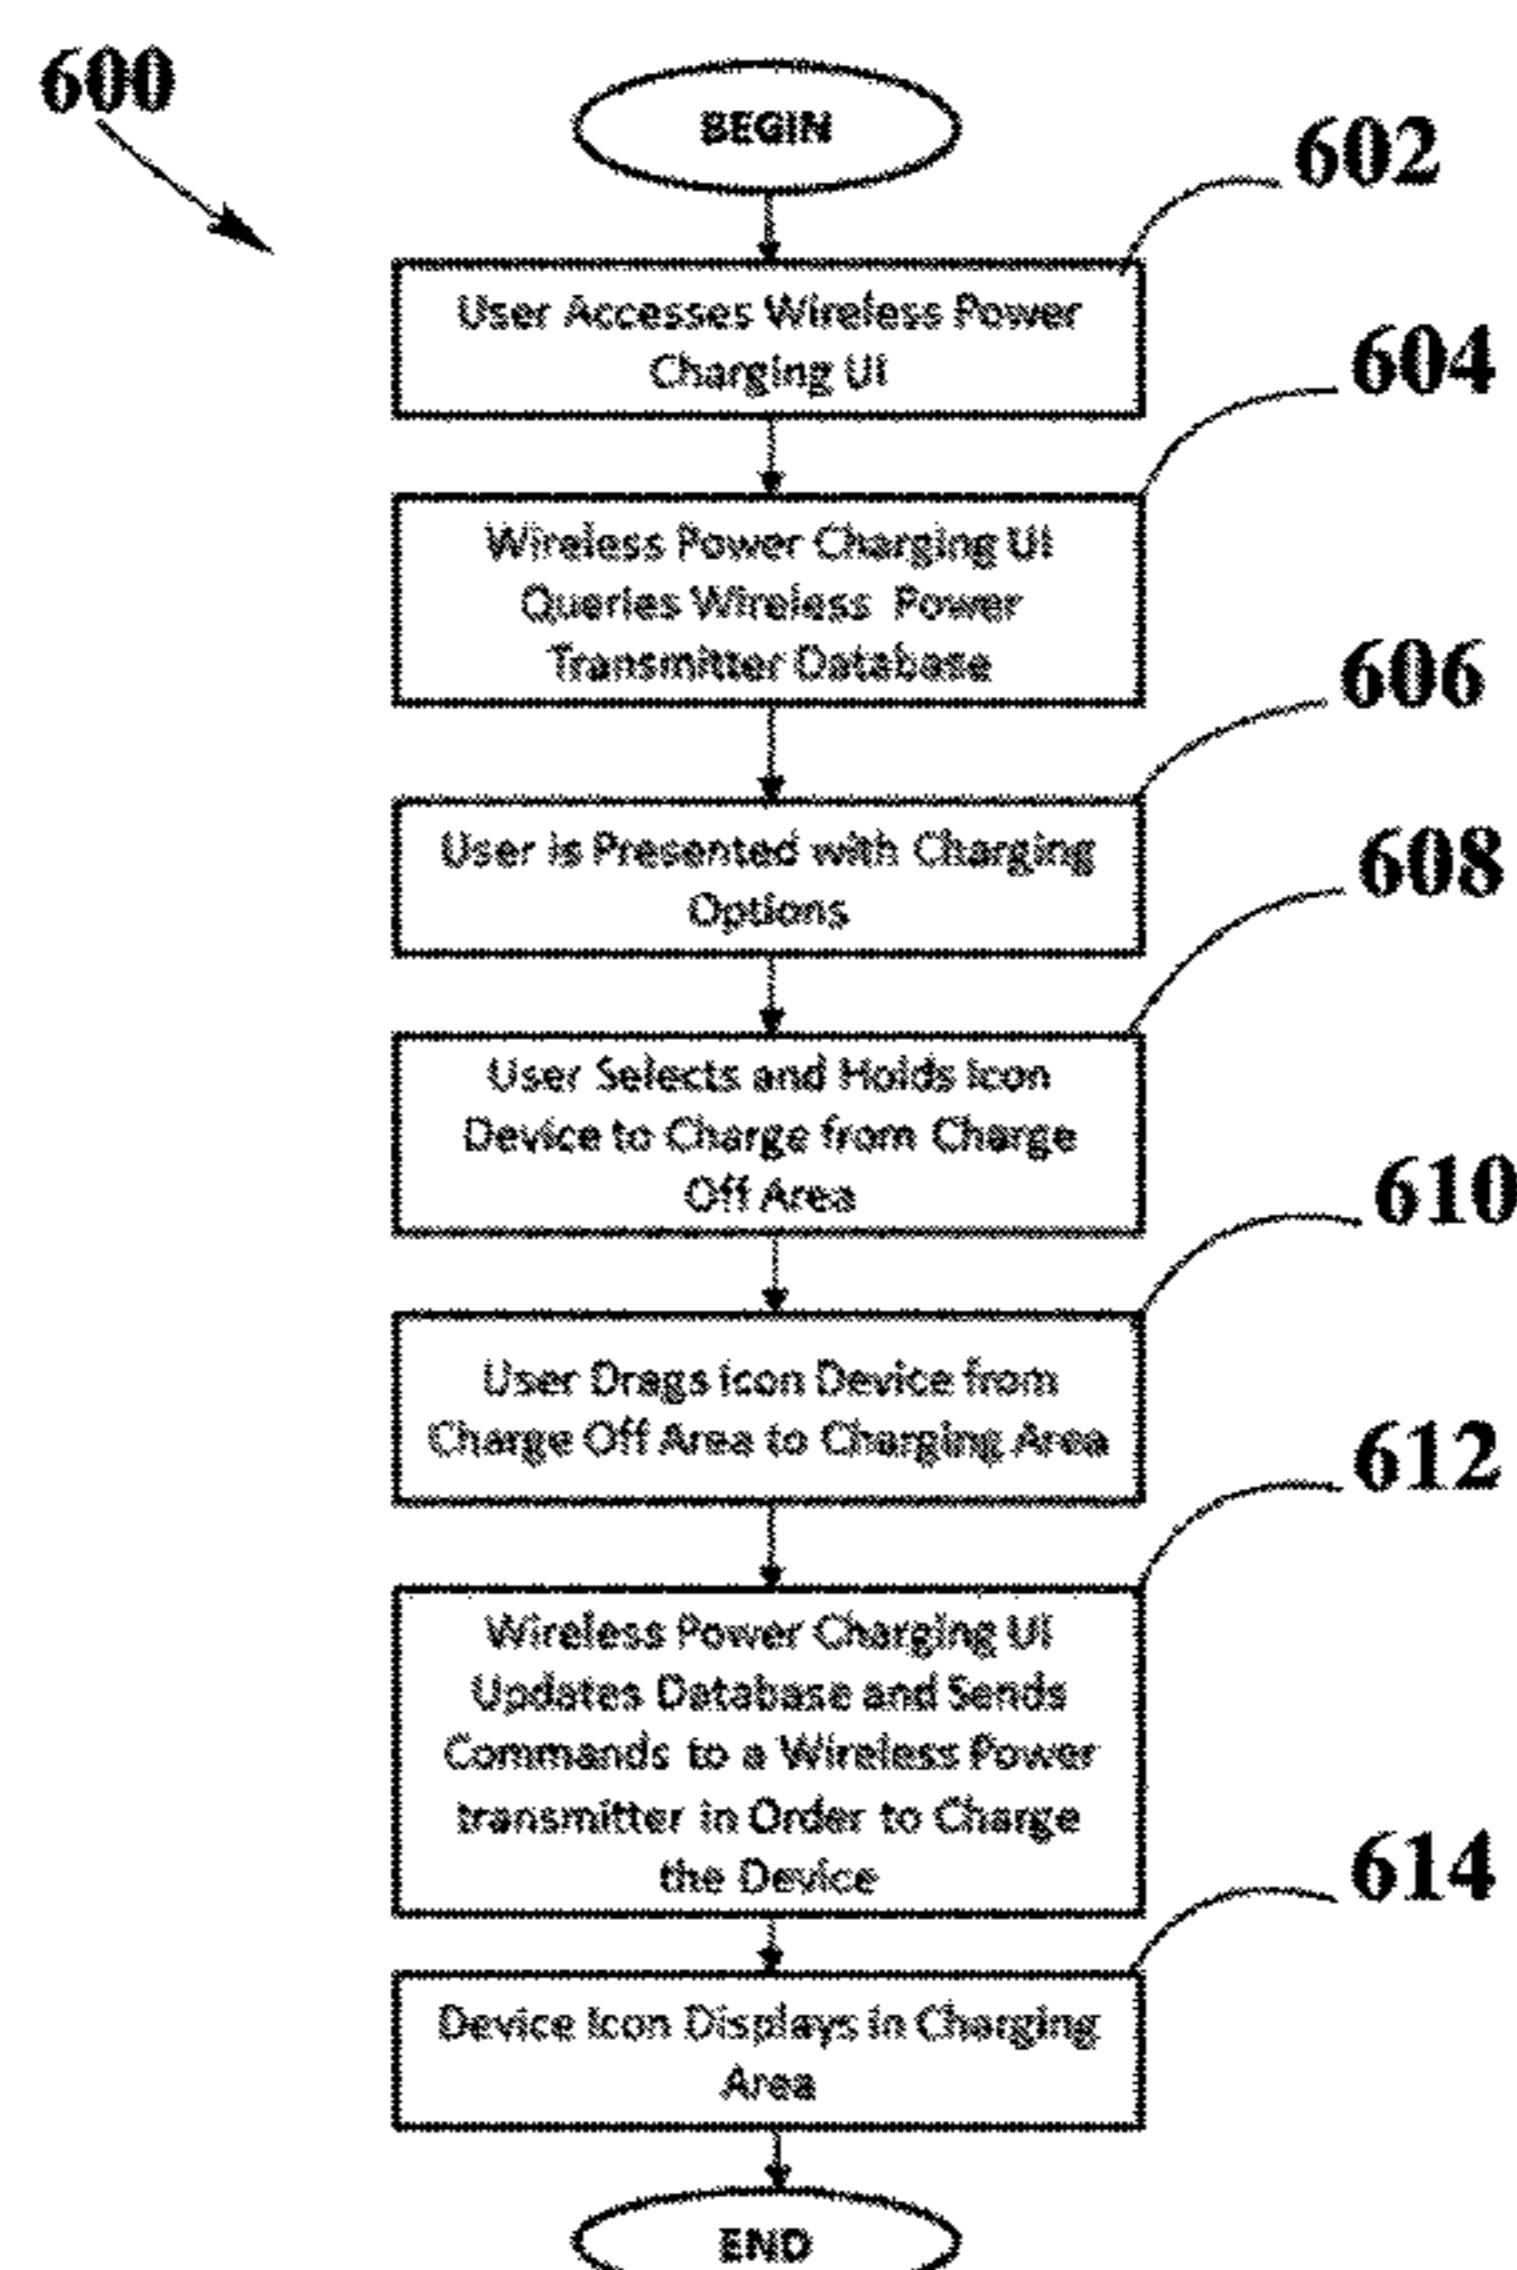 600
BEGIN
602
User Accesses Wireless Power
Charging UI
604
Wireless Power Charging UI
Queries Wireless Power
Transmitter Database
606
User is Presented with Charging
Options
608
User Selects and Holds Icon
Device to Charge from Charge
Off Area
610
User Drags icon Device from
Charge Off Area to Charging Area
612
Wireless Power Charging UI
Updates Database and Sends
Commands to a Wireless Power
transmitter in Order to Charge
the Device
614
Device Icon Displays in Charging
Area
END